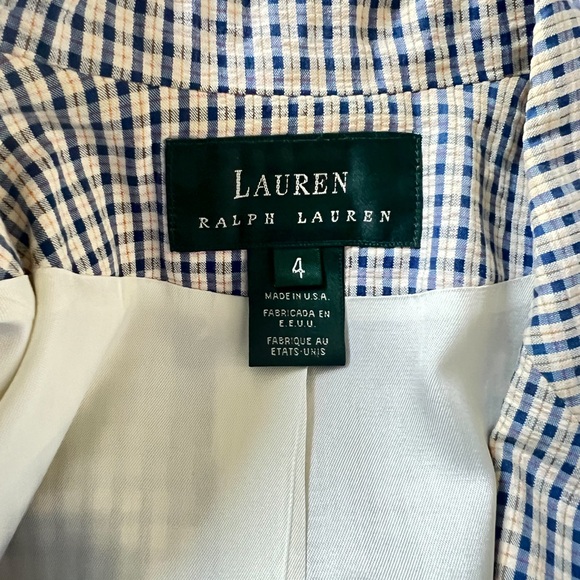 LAUREN
RALPH LAUREN
4
MADE IN U.S.A.
FABRICADA EN
E.E.U.U.
FABRIQUE AU
ETATS-UNIS